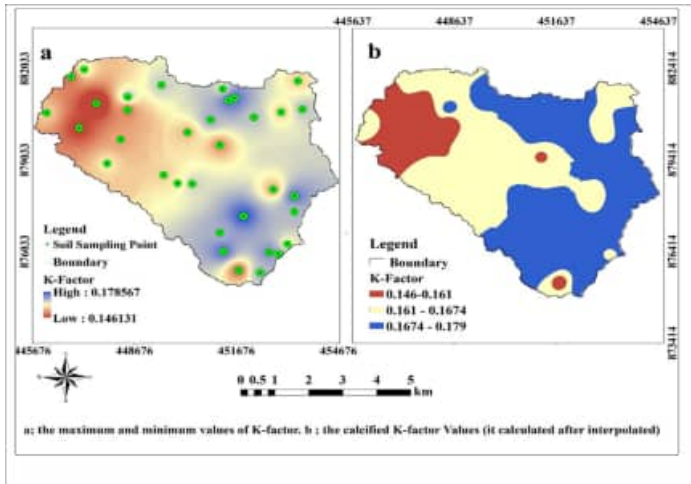 445637 448637 451637 454637
a
b
882033
879033
876033
882414
879414
876414
873414
Legend
Soil Sampling Point
Boundary
K-Factor
High : 0.178567
Low : 0.146131
Legend
Boundary
K-Factor
0.146-0.161
0.161 - 0.1674
0.1674 - 0.179
445676 448676 451676 454676
0 0.5 1 2 3 4 5
km
a; the maximum and minimum values of K-factor. b ; the calcified K-factor Values (it calculated after interpolated)